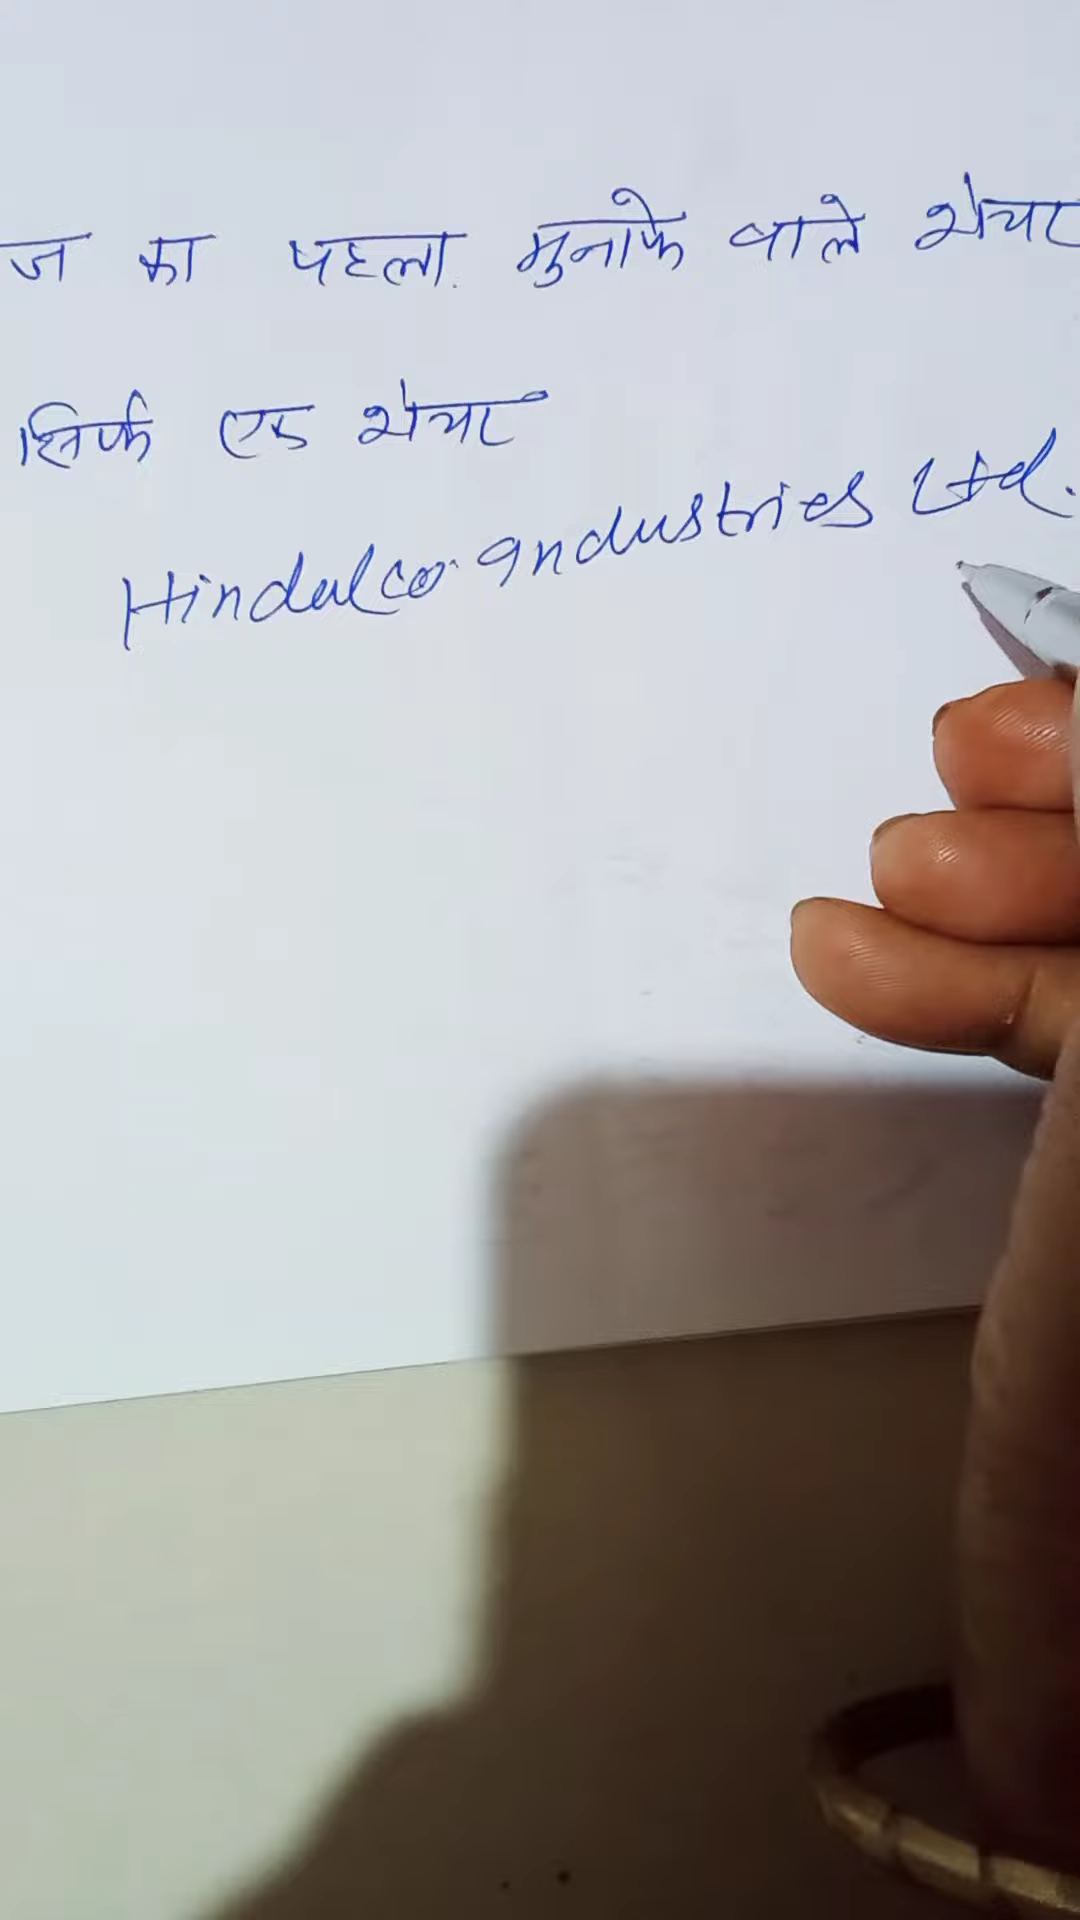 ज का पहला मुनाफे वाले शेयर
सिर्फ एक शेयर
Hindalco Industries Ltd.